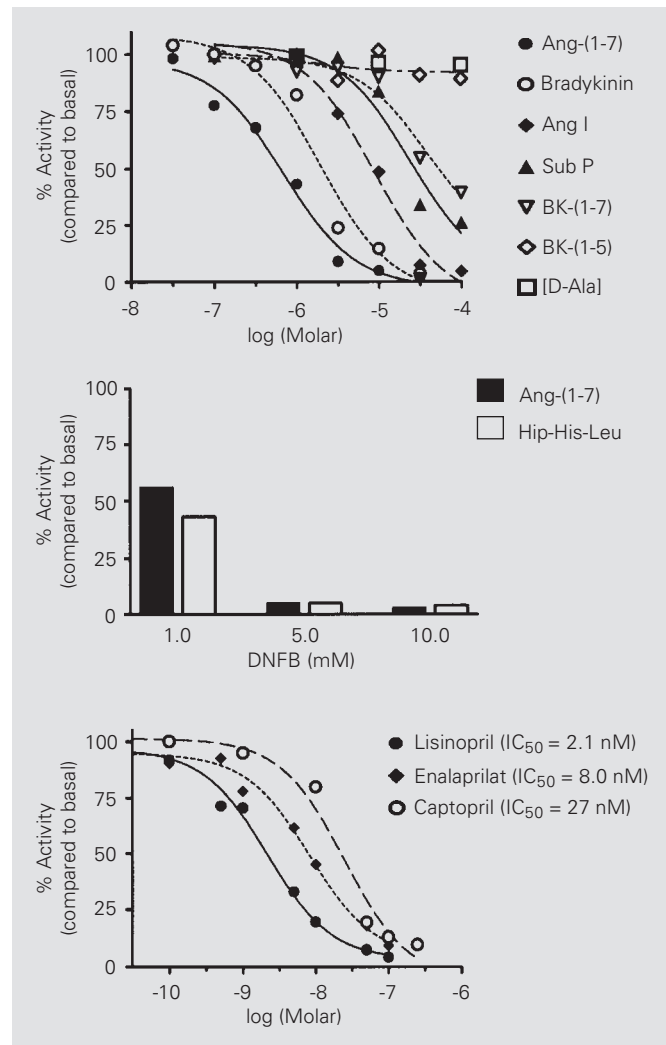 % Activity
(compared to basal)
100
75
50
25
0
-8 -7 -6 -5 -4
log (Molar)
Ang-(1-7)
Bradykinin
Ang I
Sub P
BK-(1-7)
BK-(1-5)
[D-Ala]
% Activity
(compared to basal)
100
75
50
25
0
1.0 5.0 10.0
DNFB (mM)
Ang-(1-7)
Hip-His-Leu
% Activity
(compared to basal)
100
75
50
25
0
-10 -9 -8 -7 -6
log (Molar)
Lisinopril (IC50 = 2.1 nM)
Enalaprilat (IC50 = 8.0 nM)
Captopril (IC50 = 27 nM)